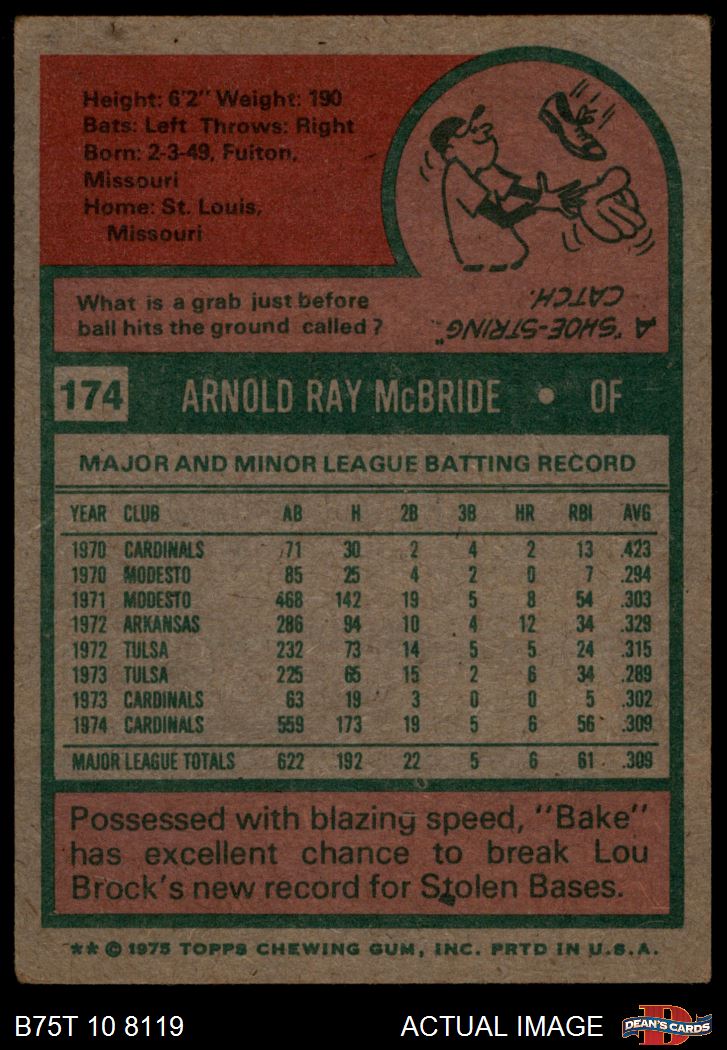 Height: 6'2" Weight: 190
Bats: Left Throws: Right
Born: 2-3-49, Fulton,
Missouri
Home: St. Louis,
Missouri
What is a grab just before
ball hits the ground called?
A "SHOE-STRING"
CATCH.
174 ARNOLD RAY McBRIDE • OF
MAJOR AND MINOR LEAGUE BATTING RECORD
YEAR CLUB AB H 2B 3B HR RBI AVG
1970 CARDINALS 71 30 2 4 2 13 .423
1970 MODESTO 85 25 4 2 0 7 .294
1971 MODESTO 468 142 19 5 8 54 .303
1972 ARKANSAS 286 94 10 4 12 34 .329
1972 TULSA 232 73 14 5 5 24 .315
1973 TULSA 225 65 15 2 6 34 .289
1973 CARDINALS 63 19 3 0 0 5 .302
1974 CARDINALS 559 173 19 5 6 56 .309
MAJOR LEAGUE TOTALS 622 192 22 5 6 61 .309
Possessed with blazing speed, "Bake"
has excellent chance to break Lou
Brock's new record for Stolen Bases.
** © 1975 TOPPS CHEWING GUM, INC. PRTD IN U.S.A.
B75T 10 8119 ACTUAL IMAGE D DEAN'S CARDS